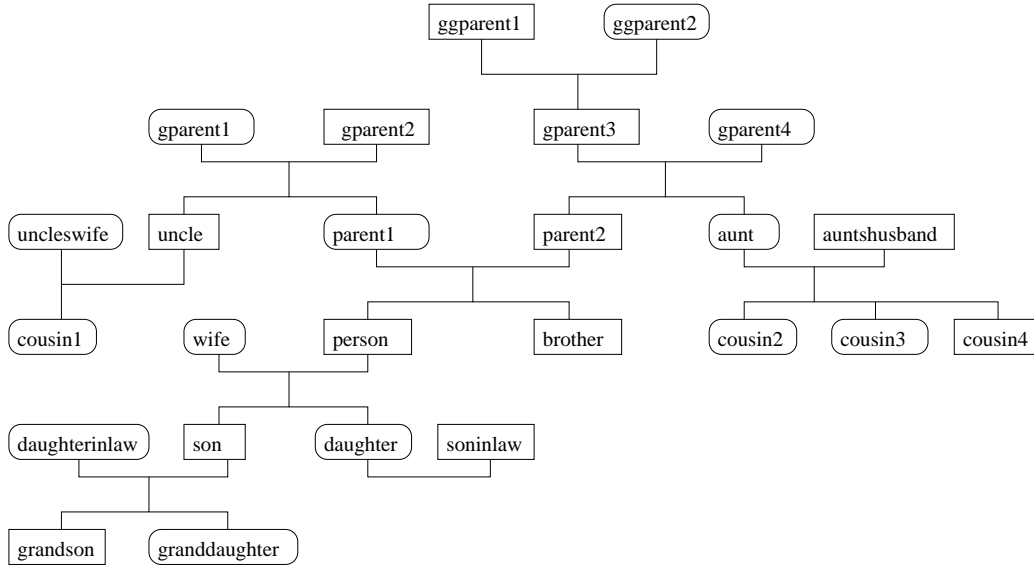 ggparent1 ggparent2
gparent1 gparent2 gparent3 gparent4
uncleswife uncle parent1 parent2 aunt auntshusband
cousin1 wife person brother cousin2 cousin3 cousin4
daughterinlaw son daughter soninlaw
grandson granddaughter